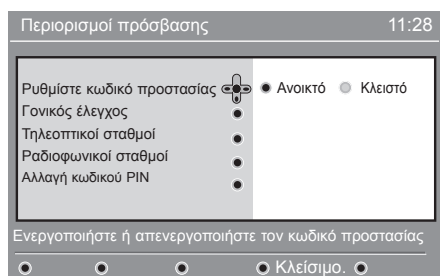 Περιορισμοί πρόσβασης 11:28
Ρυθμίστε κωδικό προστασίας Ανοικτό Κλειστό
Γονικός έλεγχος
Τηλεοπτικοί σταθμοί
Ραδιοφωνικοί σταθμοί
Αλλαγή κωδικού PIN
Ενεργοποιήστε ή απενεργοποιήστε τον κωδικό προστασίας
Κλείσιμο.